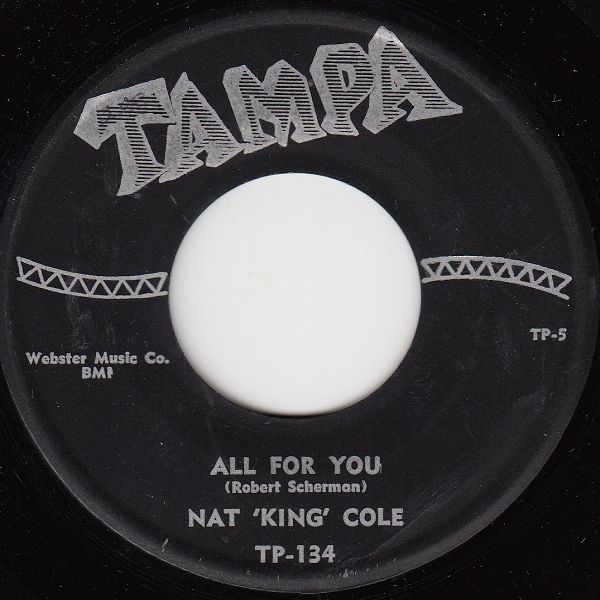 TAMPA
TP-5
Webster Music Co.
BMI
ALL FOR YOU
(Robert Scherman)
NAT 'KING' COLE
TP-134